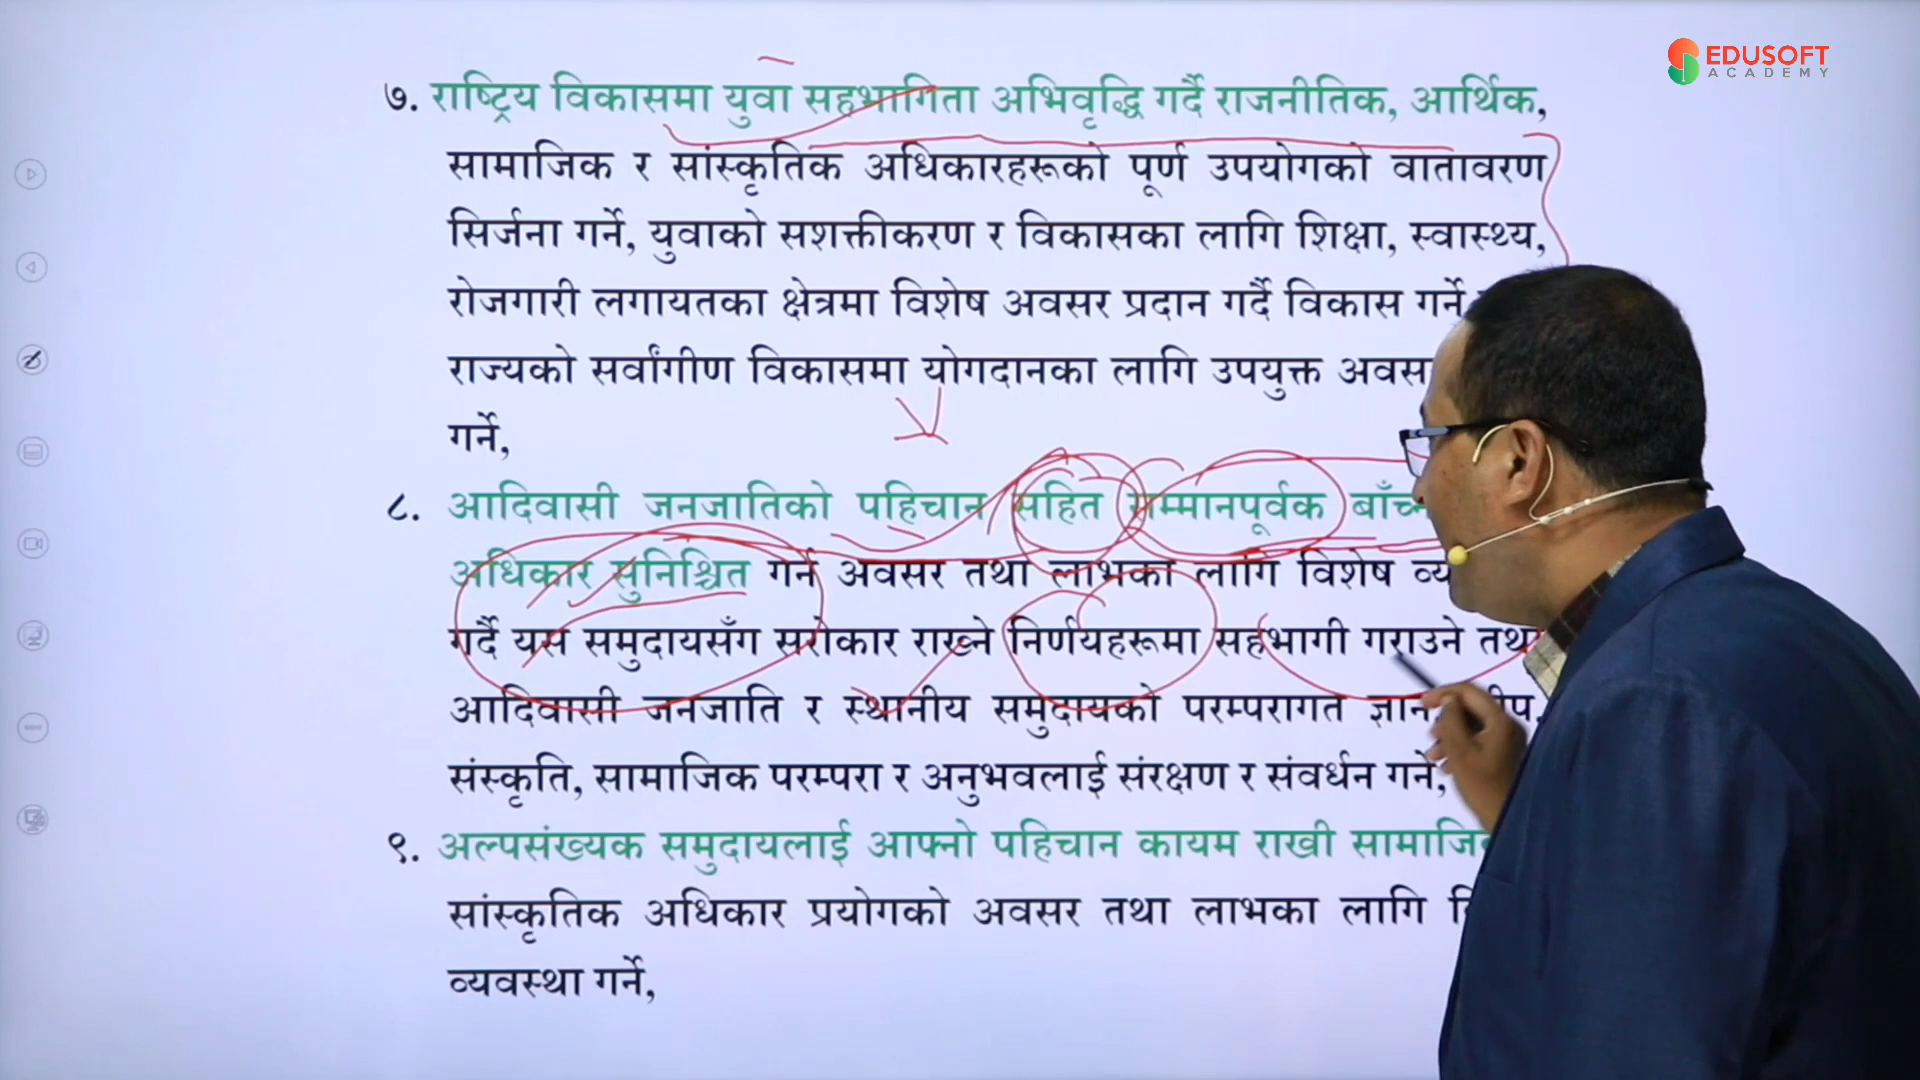 EDUSOFT
ACADEMY
७. राष्ट्रिय विकासमा युवा सहभागिता अभिवृद्धि गर्दै राजनीतिक, आर्थिक,
सामाजिक र सांस्कृतिक अधिकारहरूको पूर्ण उपयोगको वातावरण
सिर्जना गर्ने, युवाको सशक्तीकरण र विकासका लागि शिक्षा, स्वास्थ्य,
रोजगारी लगायतका क्षेत्रमा विशेष अवसर प्रदान गर्दै विकास गर्ने
राज्यको सर्वांगीण विकासमा योगदानका लागि उपयुक्त
गर्ने,
८. आदिवासी जनजातिको पहिचान सहित सम्मानपूर्वक
अधिकार सुनिश्चित गर्न अवसर तथा लाभका लागि विशेष
गर्दै यस समुदायसँग सरोकार राख्ने निर्णयहरूमा सहभागी गराउने तथा
आदिवासी जनजाति र स्थानीय समुदायको परम्परागत ज्ञान,
संस्कृति, सामाजिक परम्परा र अनुभवलाई संरक्षण र संवर्धन गर्ने,
९. अल्पसंख्यक समुदायलाई आफ्नो पहिचान कायम राखी
सांस्कृतिक अधिकार प्रयोगको अवसर तथा लाभका लागि
व्यवस्था गर्ने,